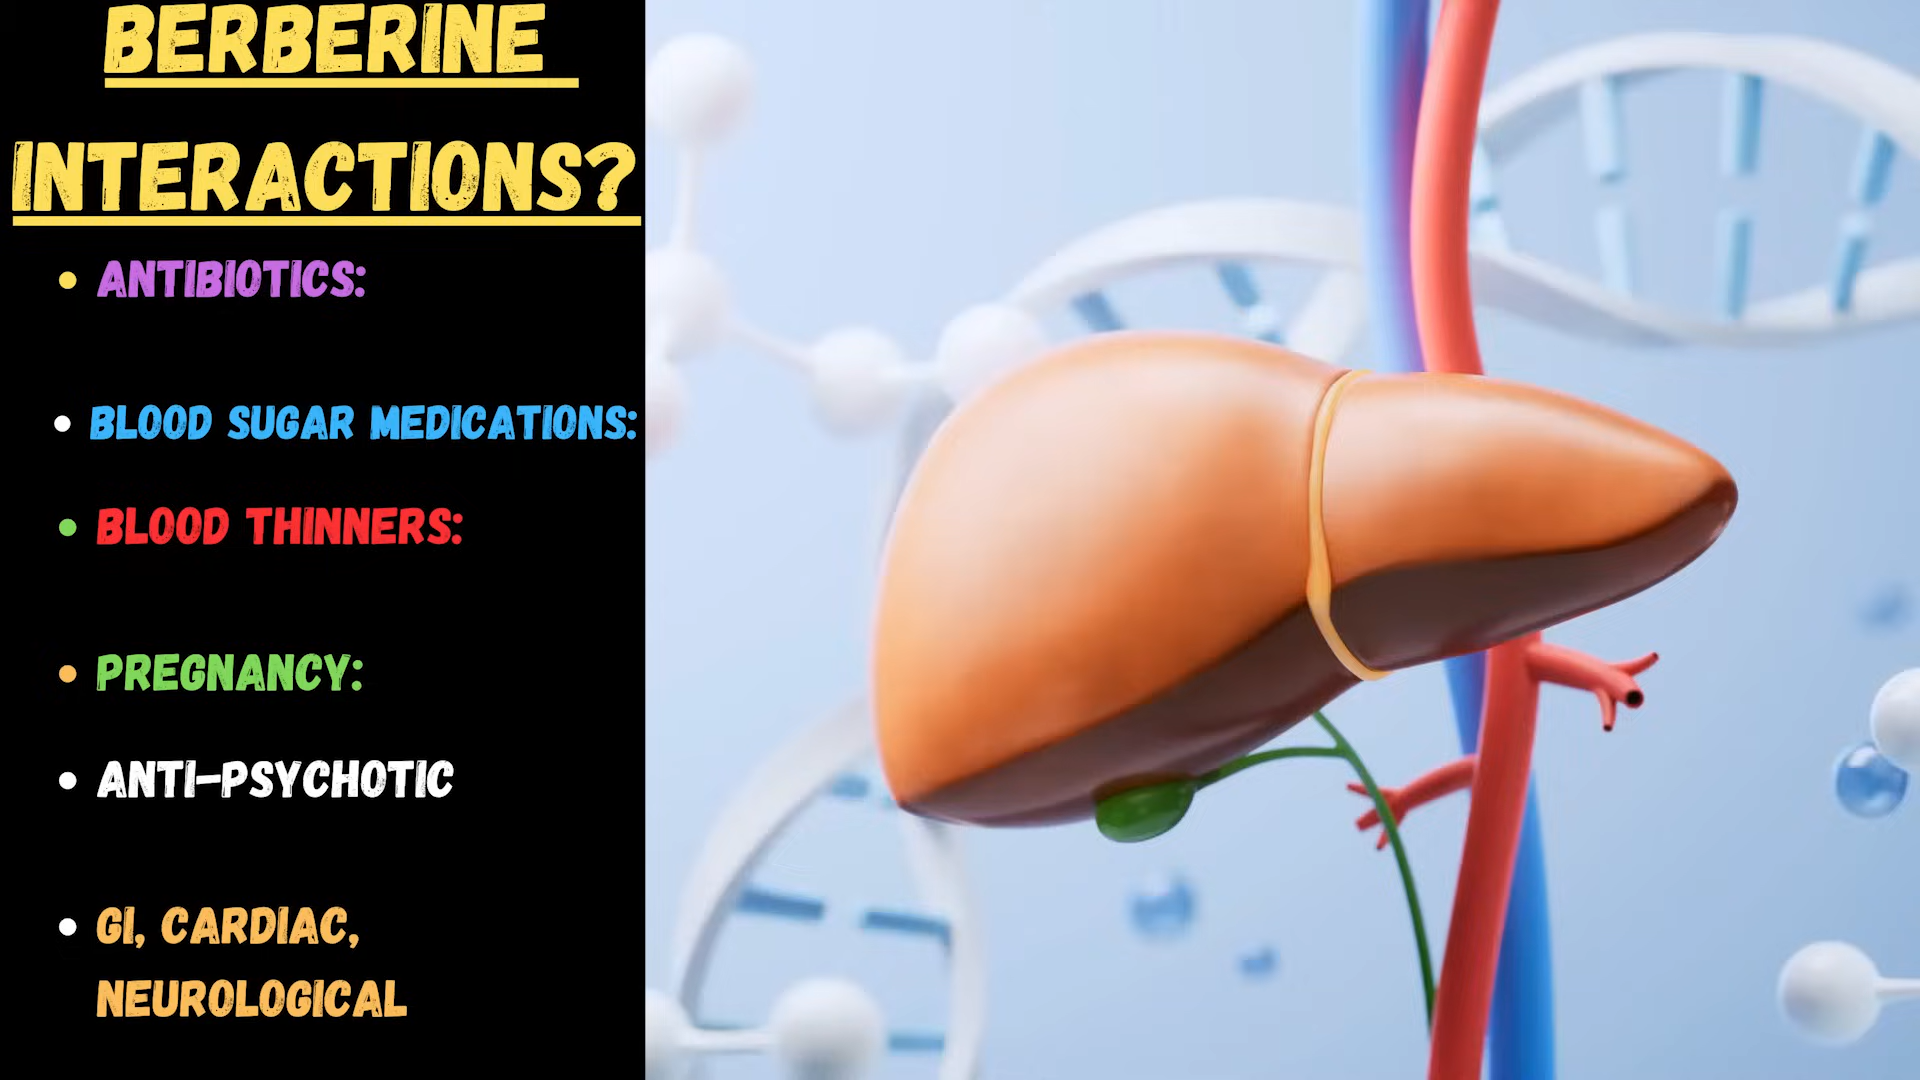 BERBERINE
INTERACTIONS?
ANTIBIOTICS:
BLOOD SUGAR MEDICATIONS:
BLOOD THINNERS:
PREGNANCY:
ANTI-PSYCHOTIC
GI, CARDIAC,
NEUROLOGICAL